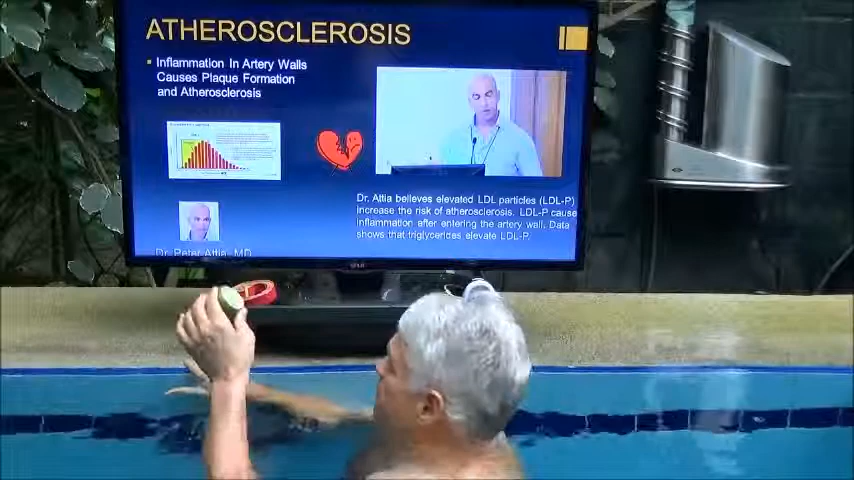 ATHEROSCLEROSIS
Inflammation In Artery Walls
Causes Plaque Formation
and Atherosclerosis
Dr. Attia believes elevated LDL particles (LDL-P)
increase the risk of atherosclerosis. LDL-P cause
inflammation after entering the artery wall. Data
shows that triglycerides elevate LDL-P.
Dr. Peter Attia, MD